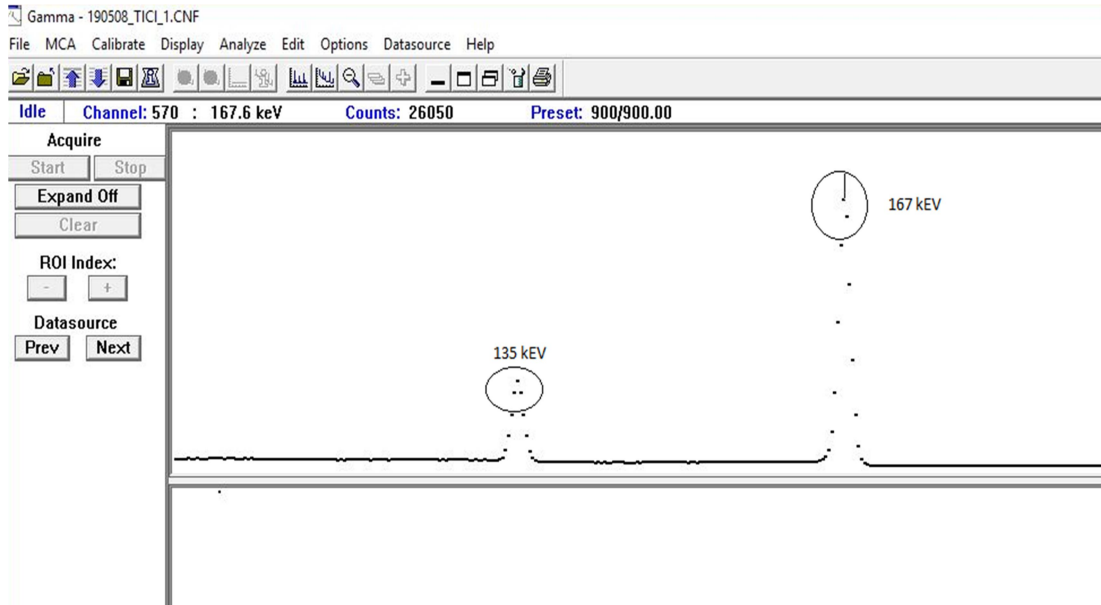 Gamma - 190508_TICI_1.CNF
File MCA Calibrate Display Analyze Edit Options Datasource Help
Idle Channel: 570 : 167.6 keV Counts: 26050 Preset: 900/900.00
Acquire
Start Stop
Expand Off
Clear
ROI Index:
- +
Datasource
Prev Next
167 kEV
135 kEV